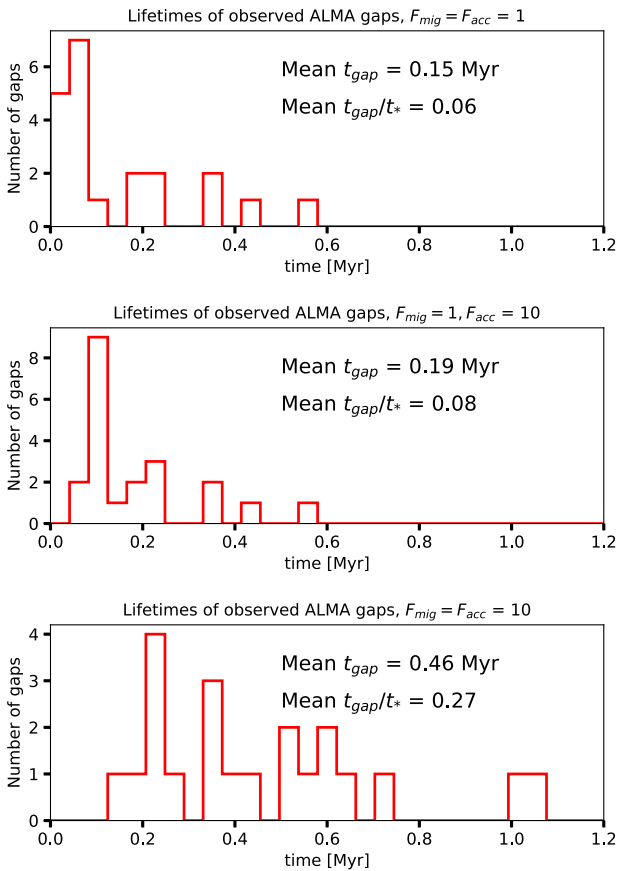 Lifetimes of observed ALMA gaps, F_mig = F_acc = 1
Mean t_gap = 0.15 Myr
Mean t_gap/t_* = 0.06
Number of gaps
6
4
2
0
0.0 0.2 0.4 0.6 0.8 1.0 1.2
time [Myr]
Lifetimes of observed ALMA gaps, F_mig = 1, F_acc = 10
Mean t_gap = 0.19 Myr
Mean t_gap/t_* = 0.08
Number of gaps
8
6
4
2
0
0.0 0.2 0.4 0.6 0.8 1.0 1.2
time [Myr]
Lifetimes of observed ALMA gaps, F_mig = F_acc = 10
Mean t_gap = 0.46 Myr
Mean t_gap/t_* = 0.27
Number of gaps
4
3
2
1
0
0.0 0.2 0.4 0.6 0.8 1.0 1.2
time [Myr]